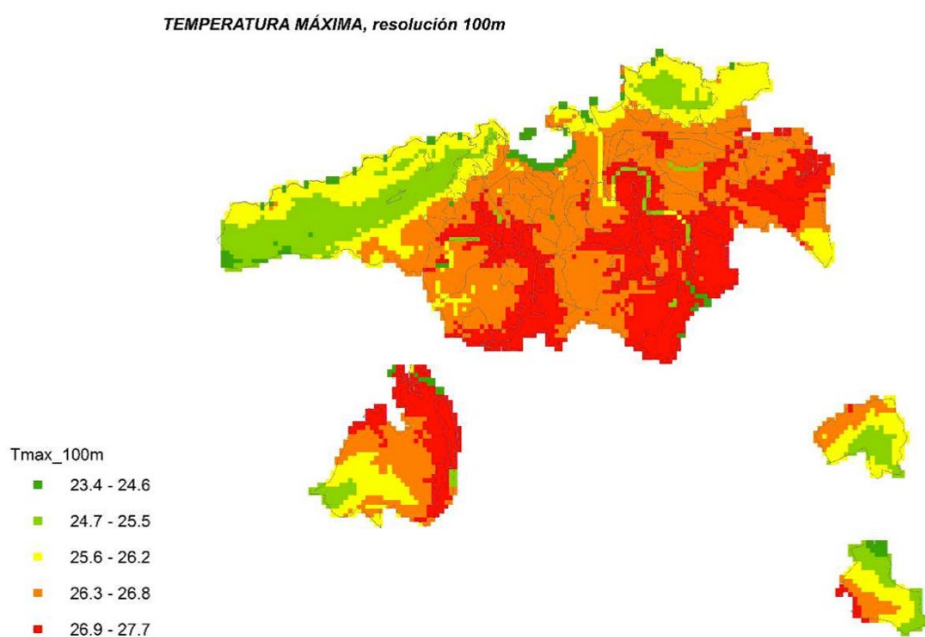 TEMPERATURA MÁXIMA, resolución 100m
Tmax_100m
23.4 - 24.6
24.7 - 25.5
25.6 - 26.2
26.3 - 26.8
26.9 - 27.7